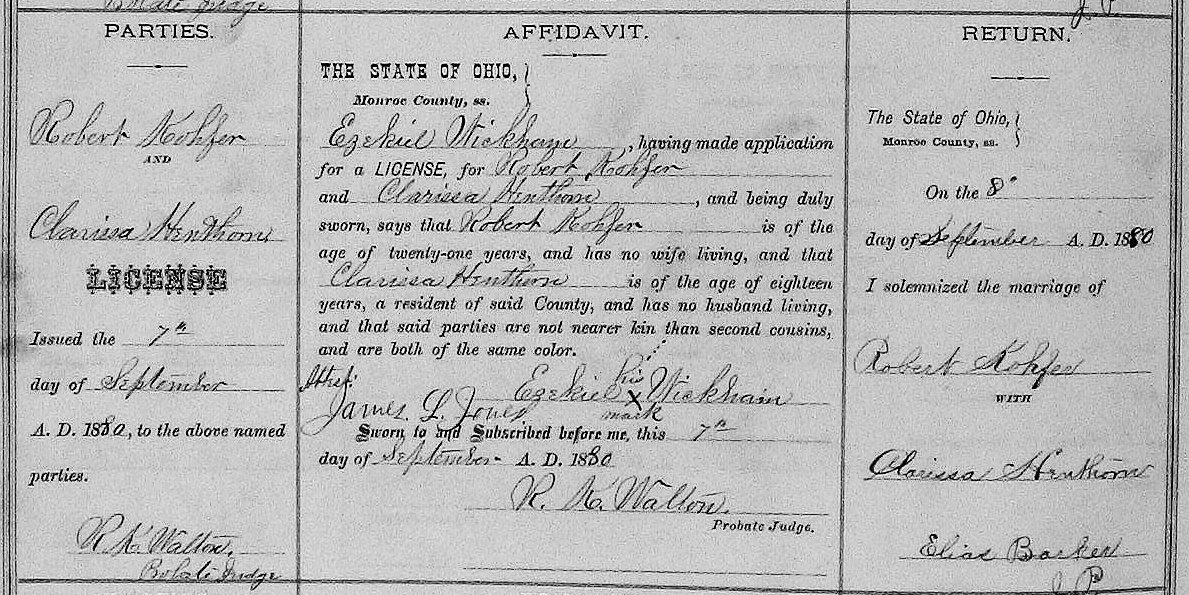 Probate Judge
J. P.
PARTIES.
Robert Kohfer
AND
Clarissa Henthorn
LICENSE
Issued the 7th
day of September
A. D. 1880, to the above named
parties.
R. K. Walton.
Probate Judge
AFFIDAVIT.
THE STATE OF OHIO,
Monroe County, ss.
Ezekiel Wickham, having made application
for a LICENSE, for Robert Kohfer
and Clarissa Henthorn, and being duly
sworn, says that Robert Kohfer is of the
age of twenty-one years, and has no wife living, and that
Clarissa Henthorn is of the age of eighteen
years, a resident of said County, and has no husband living,
and that said parties are not nearer kin than second cousins,
and are both of the same color.
his
Attest: Ezekiel X Wickham
James L. Jones mark
Sworn to and Subscribed before me, this 7th
day of September A. D. 1880
R. K. Walton.
Probate Judge.
RETURN.
The State of Ohio,
Monroe County, ss.
On the 8"
day of September A. D. 1880
I solemnized the marriage of
Robert Kohfer
WITH
Clarissa Henthorn
Elias Barker
J. P.